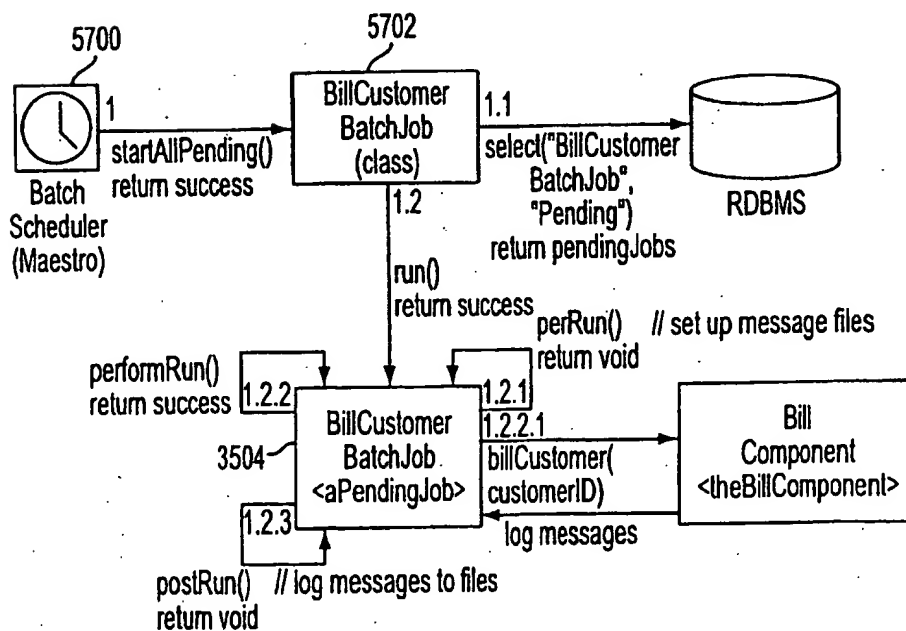 5700
5702
1
startAllPending()
return success
Batch
Scheduler
(Maestro)
BillCustomer
BatchJob
(class)
1.1
select("BillCustomer
BatchJob",
"Pending")
return pendingJobs
RDBMS
1.2
run()
return success
perRun() // set up message files
return void
performRun()
return success
1.2.2
1.2.1
3504
BillCustomer
BatchJob
<aPendingJob>
1.2.2.1
billCustomer(
customerID)
log messages
Bill
Component
<theBillComponent>
1.2.3
postRun() // log messages to files
return void